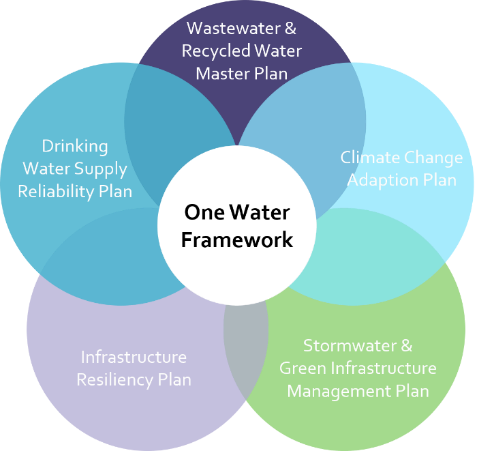 Wastewater &
Recycled Water
Master Plan
Drinking
Water Supply
Reliability Plan
Climate Change
Adaption Plan
One Water
Framework
Infrastructure
Resiliency Plan
Stormwater &
Green Infrastructure
Management Plan